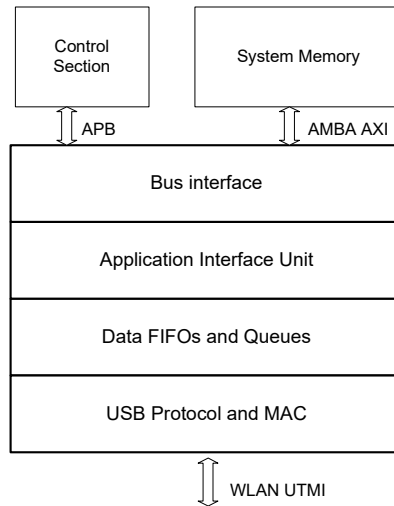 Control
Section
System Memory
APB
AMBA AXI
Bus interface
Application Interface Unit
Data FIFOs and Queues
USB Protocol and MAC
WLAN UTMI